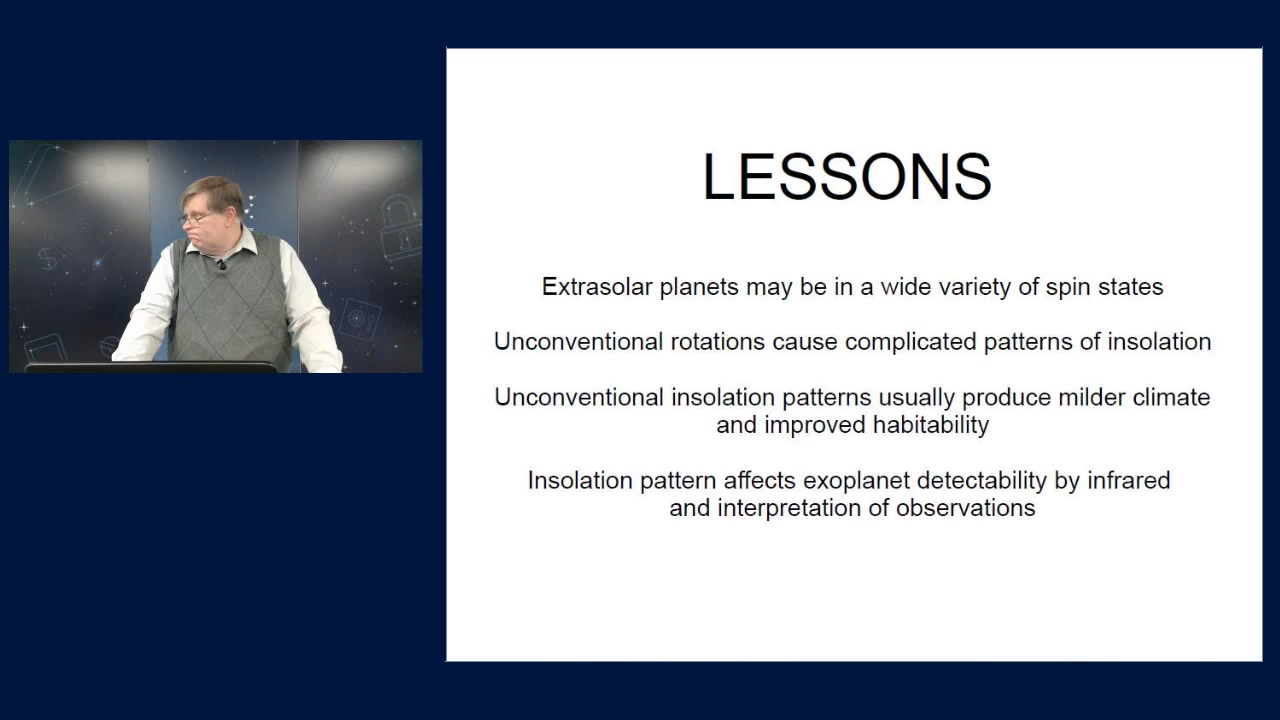 LESSONS
Extrasolar planets may be in a wide variety of spin states
Unconventional rotations cause complicated patterns of insolation
Unconventional insolation patterns usually produce milder climate
and improved habitability
Insolation pattern affects exoplanet detectability by infrared
and interpretation of observations